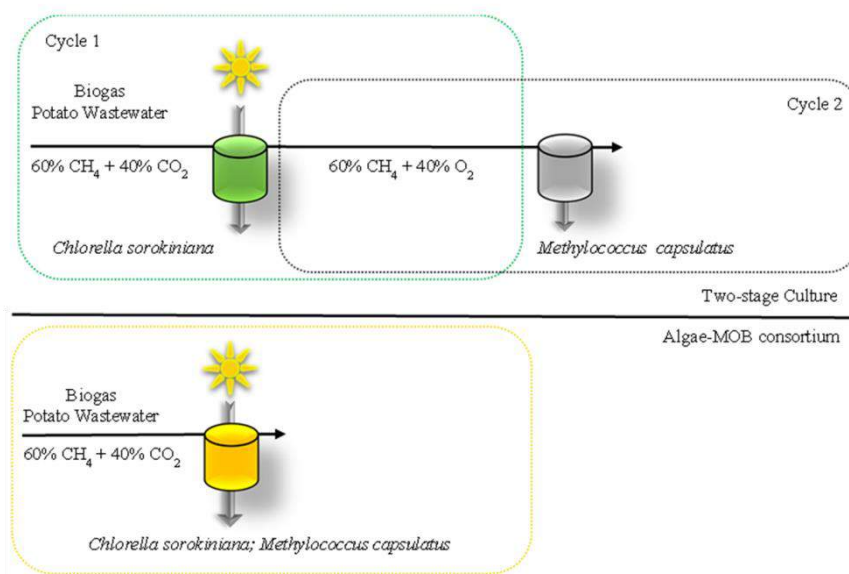 Cycle 1
Biogas
Potato Wastewater
Cycle 2
60% CH₄ + 40% CO₂
60% CH₄ + 40% O₂
Chlorella sorokiniana
Methylococcus capsulatus
Two-stage Culture
Algae-MOB consortium
Biogas
Potato Wastewater
60% CH₄ + 40% CO₂
Chlorella sorokiniana; Methylococcus capsulatus